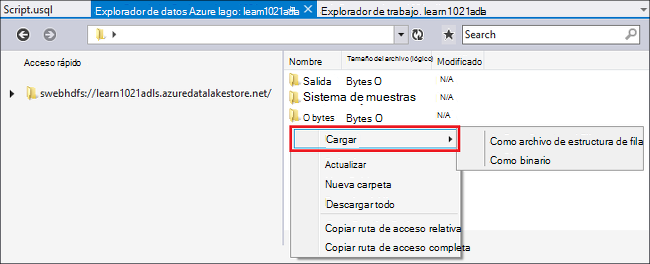 Script.usql Explorador de datos Azure lago: learn1021adla Explorador de trabajo. learn1021adla
Search
Acceso rápido
Nombre Tamaño del archivo (lógico) Modificado
swebhdfs://learn1021adls.azuredatalakestore.net/
Salida Bytes O N/A
Sistema de muestras N/A
O bytes Bytes O N/A
Cargar
Como archivo de estructura de fila
Como binario
Actualizar
Nueva carpeta
Descargar todo
Copiar ruta de acceso relativa
Copiar ruta de acceso completa